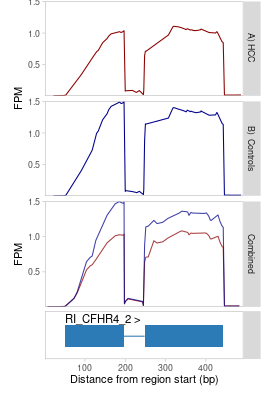 1.5
1.0
0.5
A) HCC
FPM
1.5
1.0
0.5
B) Controls
1.5
1.0
0.5
Combined
FPM
RI_CFHR4_2 >
100 200 300 400
Distance from region start (bp)